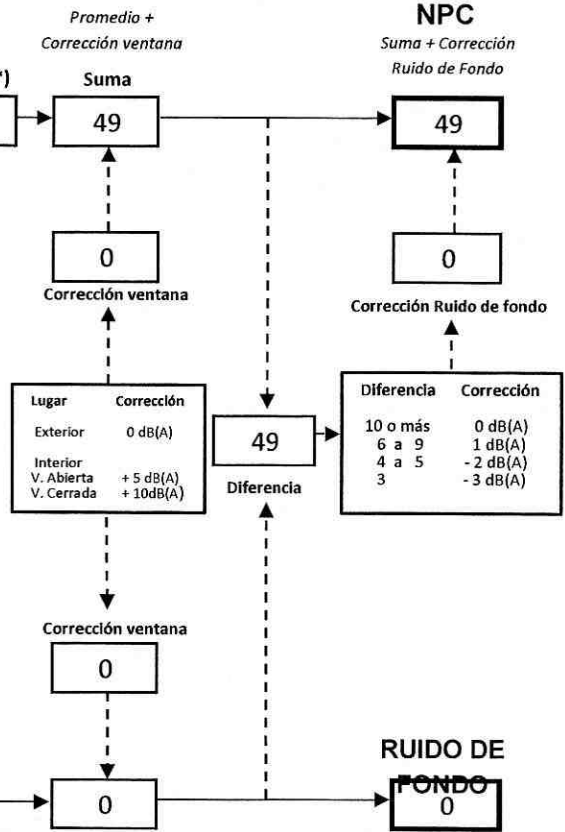 Promedio +
Corrección ventana
Suma
49
NPC
Suma + Corrección
Ruido de Fondo
49
0
Corrección ventana
0
Corrección Ruido de fondo
Lugar Corrección
Exterior 0 dB(A)
Interior
V. Abierta + 5 dB(A)
V. Cerrada + 10dB(A)
49
Diferencia
Diferencia Corrección
10 o más 0 dB(A)
6 a 9 1 dB(A)
4 a 5 - 2 dB(A)
3 - 3 dB(A)
Corrección ventana
0
0
RUIDO DE
FONDO
0